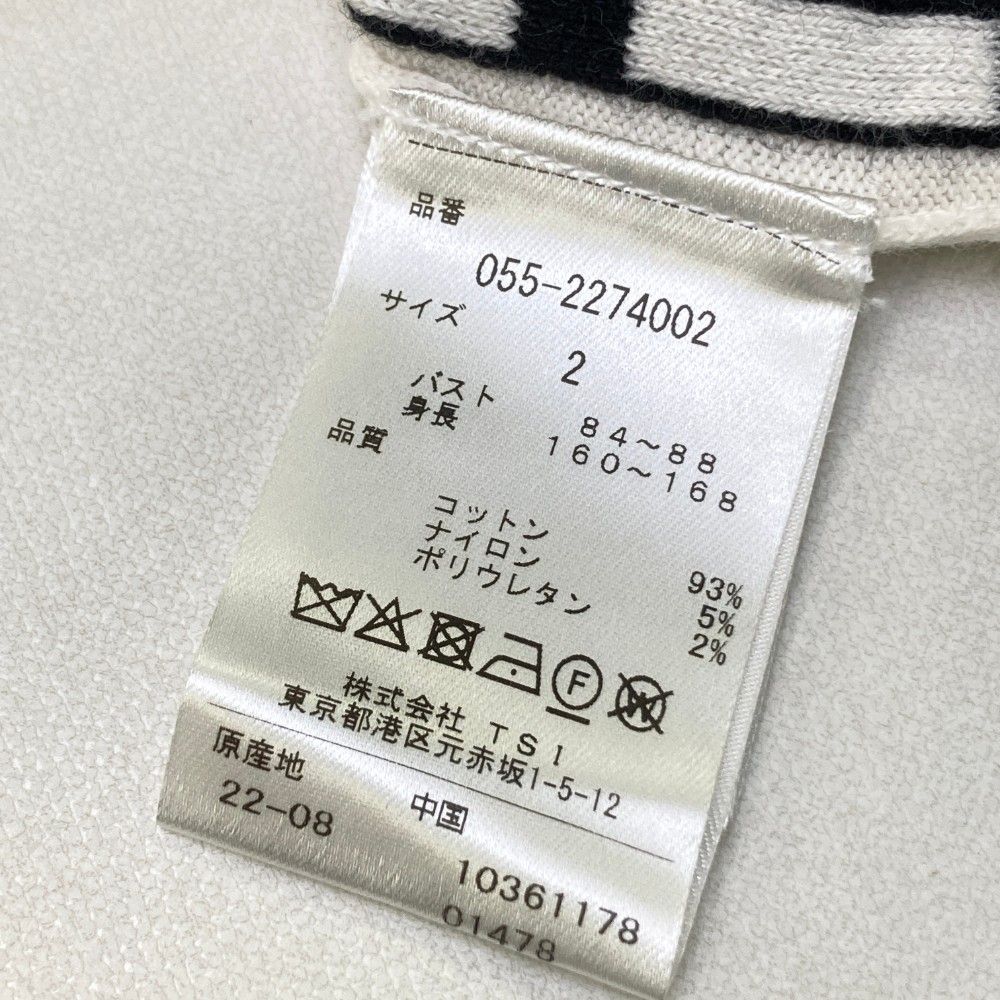 品番
055-2274002
サイズ
2
バスト 84～88
身長 160～168
品質
コットン 93%
ナイロン 5%
ポリウレタン 2%
F
W
株式会社 TSI
東京都港区元赤坂1-5-12
原産地 中国
22-08 10361178
01478